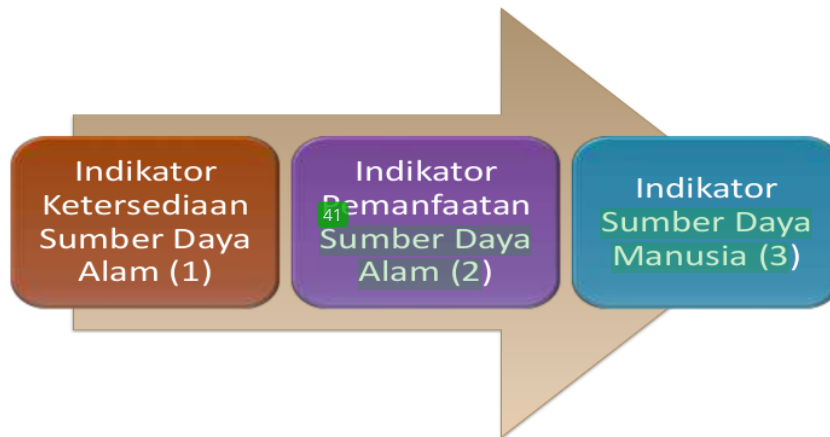 Indikator
Ketersediaan
Sumber Daya
Alam (1)
Indikator
Pemanfaatan
41
Sumber Daya
Alam (2)
Indikator
Sumber Daya
Manusia (3)